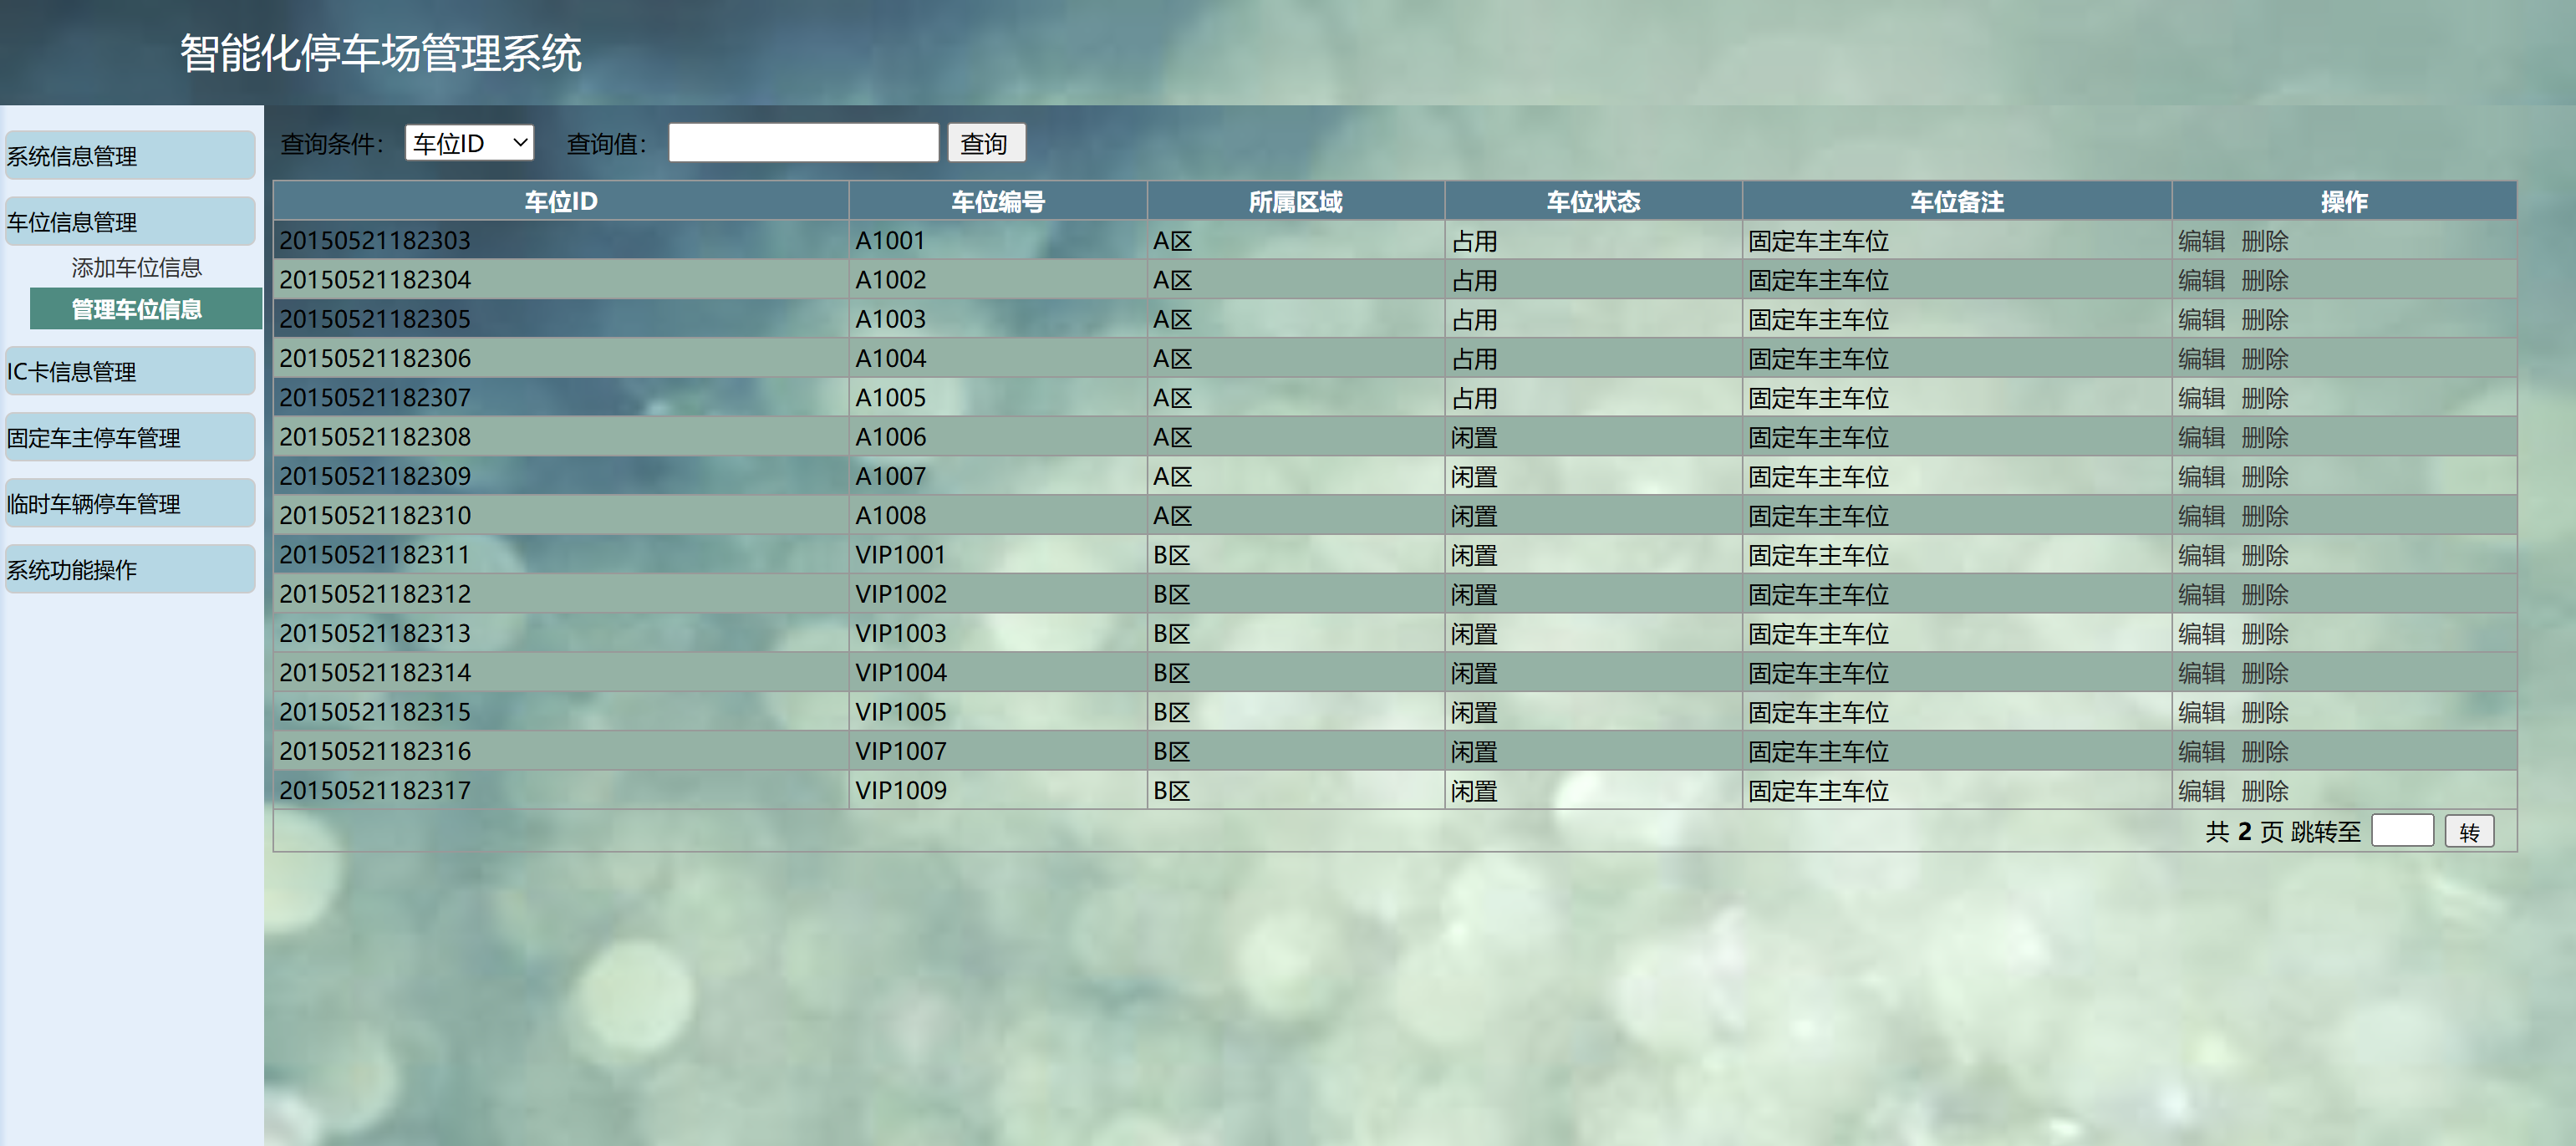 智能化停车场管理系统
系统信息管理
车位信息管理
添加车位信息
管理车位信息
IC卡信息管理
固定车主停车管理
临时车辆停车管理
系统功能操作
查询条件： 车位ID 查询值： 查询
车位ID 车位编号 所属区域 车位状态 车位备注 操作
20150521182303 A1001 A区 占用 固定车主车位 编辑 删除
20150521182304 A1002 A区 占用 固定车主车位 编辑 删除
20150521182305 A1003 A区 占用 固定车主车位 编辑 删除
20150521182306 A1004 A区 占用 固定车主车位 编辑 删除
20150521182307 A1005 A区 占用 固定车主车位 编辑 删除
20150521182308 A1006 A区 闲置 固定车主车位 编辑 删除
20150521182309 A1007 A区 闲置 固定车主车位 编辑 删除
20150521182310 A1008 A区 闲置 固定车主车位 编辑 删除
20150521182311 VIP1001 B区 闲置 固定车主车位 编辑 删除
20150521182312 VIP1002 B区 闲置 固定车主车位 编辑 删除
20150521182313 VIP1003 B区 闲置 固定车主车位 编辑 删除
20150521182314 VIP1004 B区 闲置 固定车主车位 编辑 删除
20150521182315 VIP1005 B区 闲置 固定车主车位 编辑 删除
20150521182316 VIP1007 B区 闲置 固定车主车位 编辑 删除
20150521182317 VIP1009 B区 闲置 固定车主车位 编辑 删除
共 2 页 跳转至 转